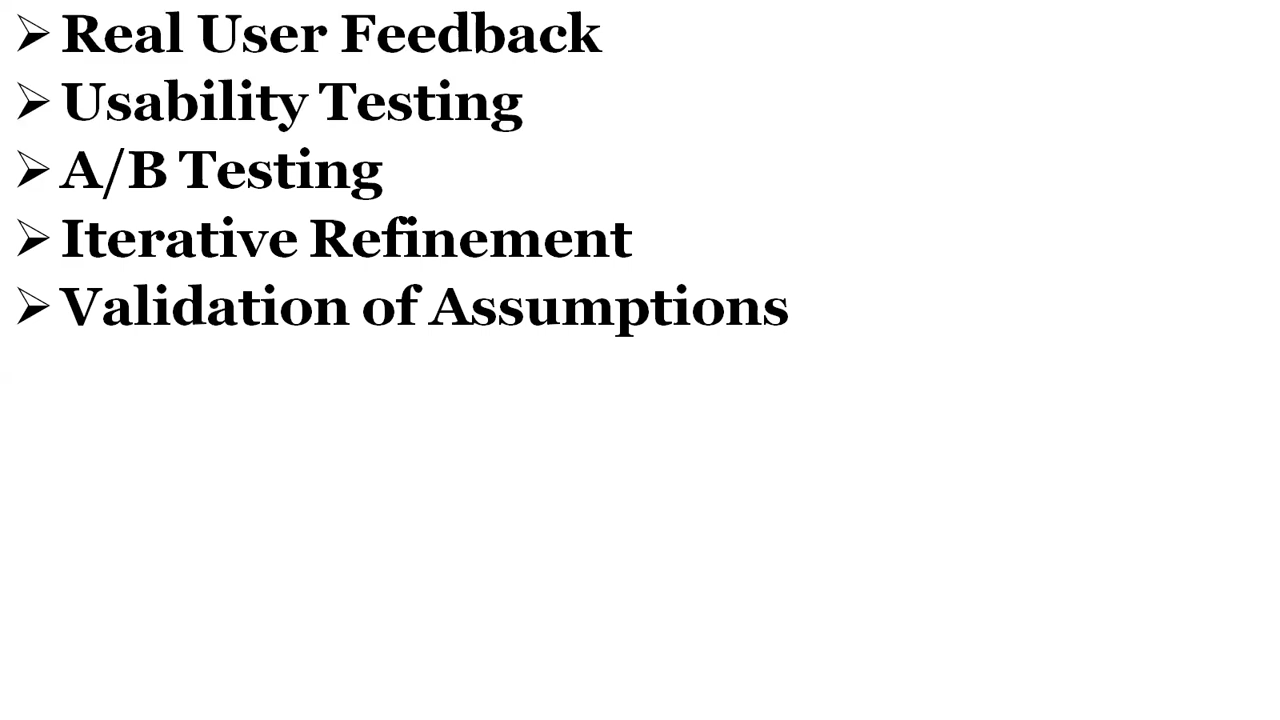 ➢ Real User Feedback
➢ Usability Testing
➢ A/B Testing
➢ Iterative Refinement
➢ Validation of Assumptions